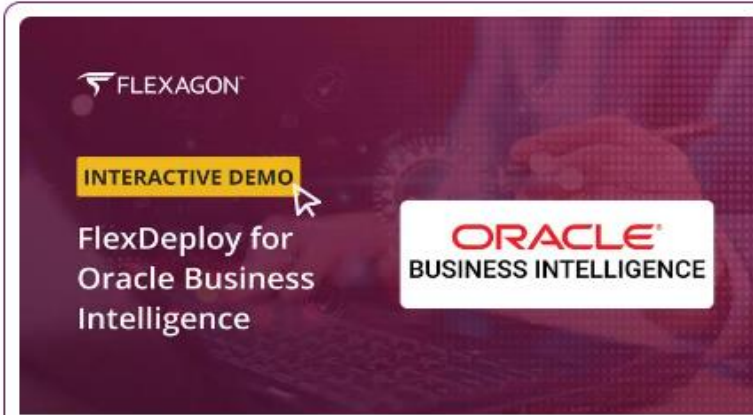 FLEXAGON
INTERACTIVE DEMO
FlexDeploy for
Oracle Business
Intelligence
ORACLE®
BUSINESS INTELLIGENCE